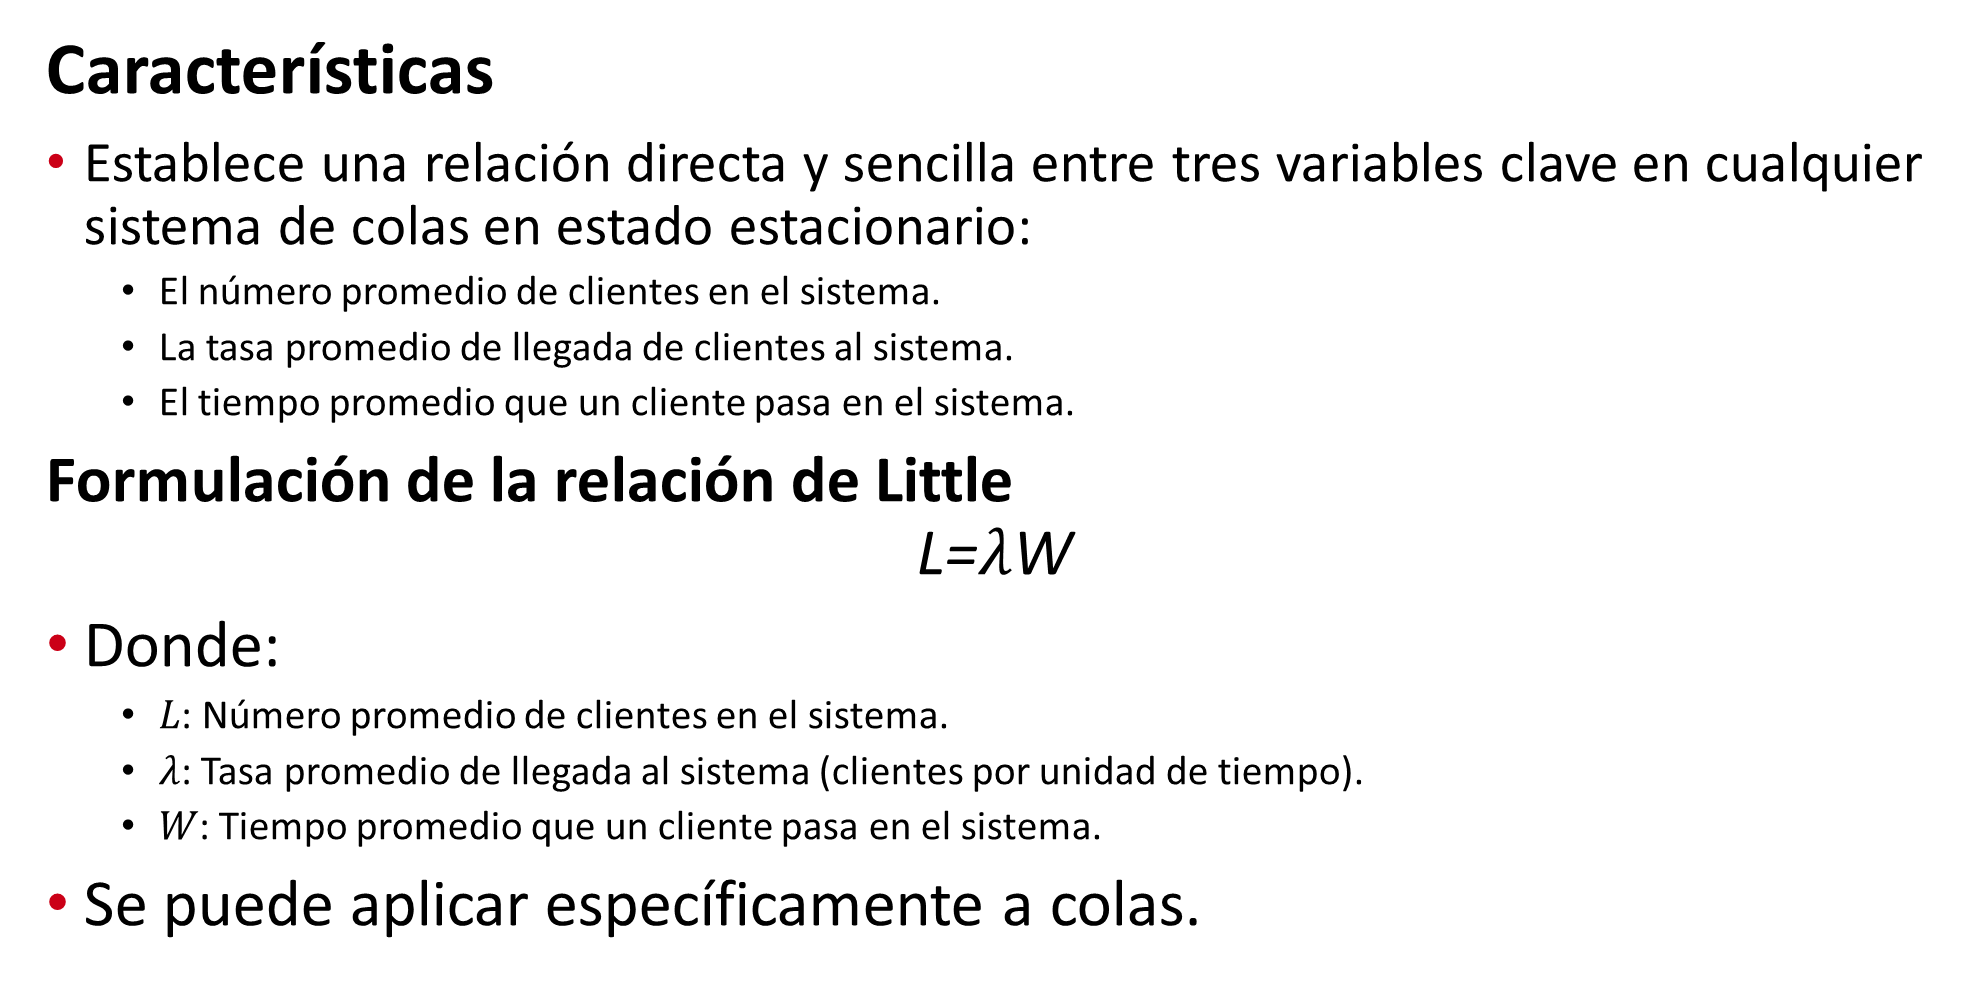 Características
• Establece una relación directa y sencilla entre tres variables clave en cualquier
sistema de colas en estado estacionario:
• El número promedio de clientes en el sistema.
• La tasa promedio de llegada de clientes al sistema.
• El tiempo promedio que un cliente pasa en el sistema.
Formulación de la relación de Little
L=λW
• Donde:
• L: Número promedio de clientes en el sistema.
• λ: Tasa promedio de llegada al sistema (clientes por unidad de tiempo).
• W: Tiempo promedio que un cliente pasa en el sistema.
• Se puede aplicar específicamente a colas.